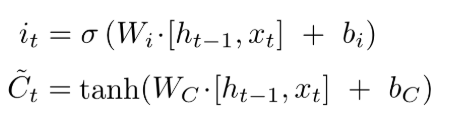 i_t = σ (W_i·[h_{t−1}, x_t] + b_i)
C̃_t = tanh(W_C·[h_{t−1}, x_t] + b_C)